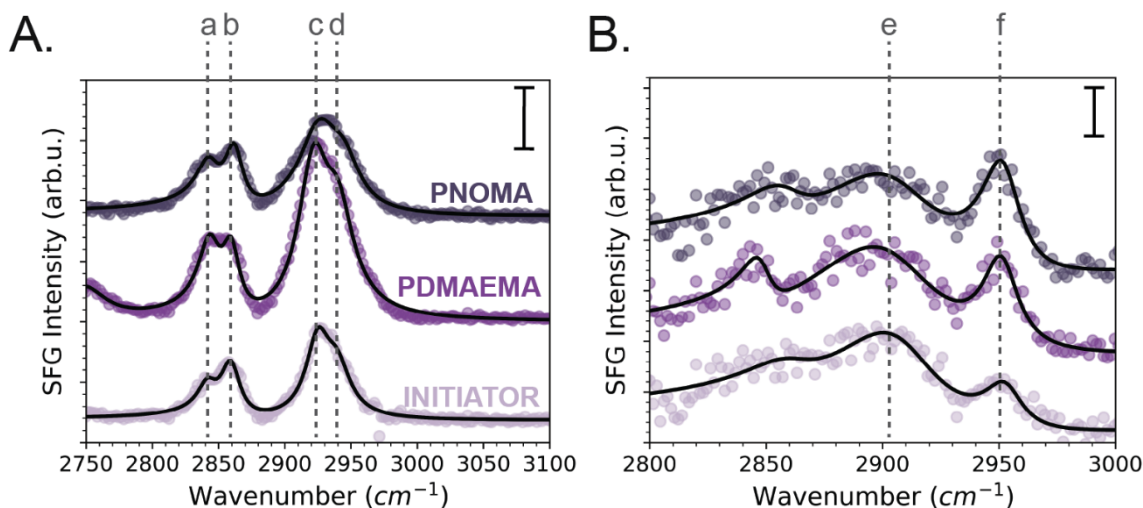 A.
a b c d
SFG Intensity (arb.u.)
PNOMA
PDMAEMA
INITIATOR
2750 2800 2850 2900 2950 3000 3050 3100
Wavenumber (cm⁻¹)
B.
e f
SFG Intensity (arb.u.)
2800 2850 2900 2950 3000
Wavenumber (cm⁻¹)